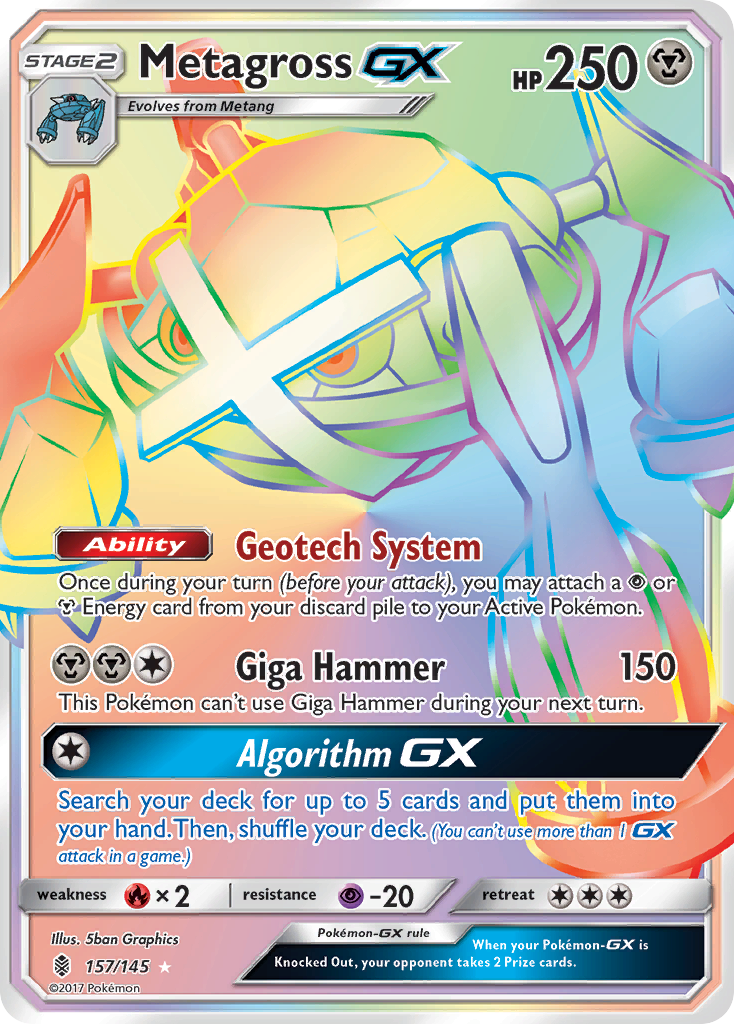 STAGE2 Metagross GX HP 250
Evolves from Metang
Ability Geotech System
Once during your turn (before your attack), you may attach a or
Energy card from your discard pile to your Active Pokémon.
Giga Hammer 150
This Pokémon can't use Giga Hammer during your next turn.
Algorithm GX
Search your deck for up to 5 cards and put them into
your hand. Then, shuffle your deck. (You can't use more than 1 GX
attack in a game.)
weakness × 2 resistance -20 retreat
Illus. 5ban Graphics
157/145
©2017 Pokémon
Pokémon-GX rule
When your Pokémon-GX is
Knocked Out, your opponent takes 2 Prize cards.